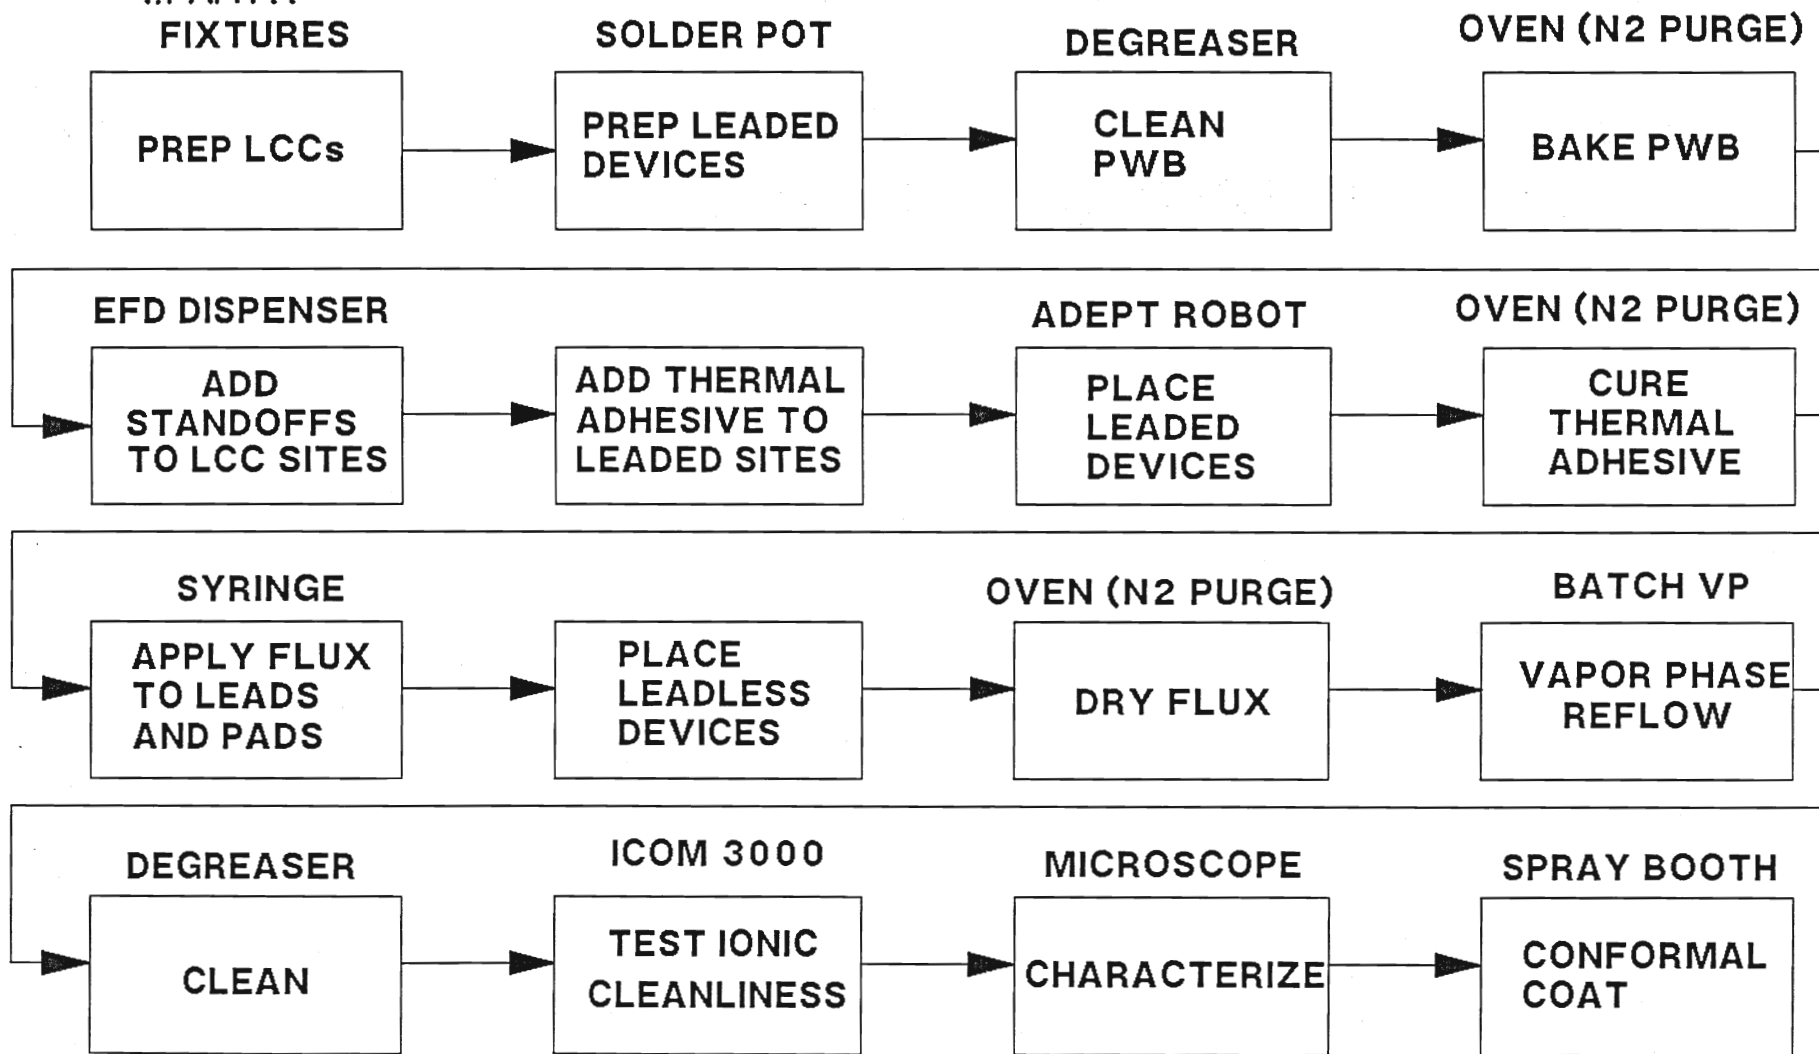 FIXTURES
SOLDER POT
DEGREASER
OVEN (N2 PURGE)
PREP LCCs
PREP LEADED
DEVICES
CLEAN
PWB
BAKE PWB
EFD DISPENSER
ADEPT ROBOT
OVEN (N2 PURGE)
ADD
STANDOFFS
TO LCC SITES
ADD THERMAL
ADHESIVE TO
LEADED SITES
PLACE
LEADED
DEVICES
CURE
THERMAL
ADHESIVE
SYRINGE
OVEN (N2 PURGE)
BATCH VP
APPLY FLUX
TO LEADS
AND PADS
PLACE
LEADLESS
DEVICES
DRY FLUX
VAPOR PHASE
REFLOW
DEGREASER
ICOM 3000
MICROSCOPE
SPRAY BOOTH
CLEAN
TEST IONIC
CLEANLINESS
CHARACTERIZE
CONFORMAL
COAT